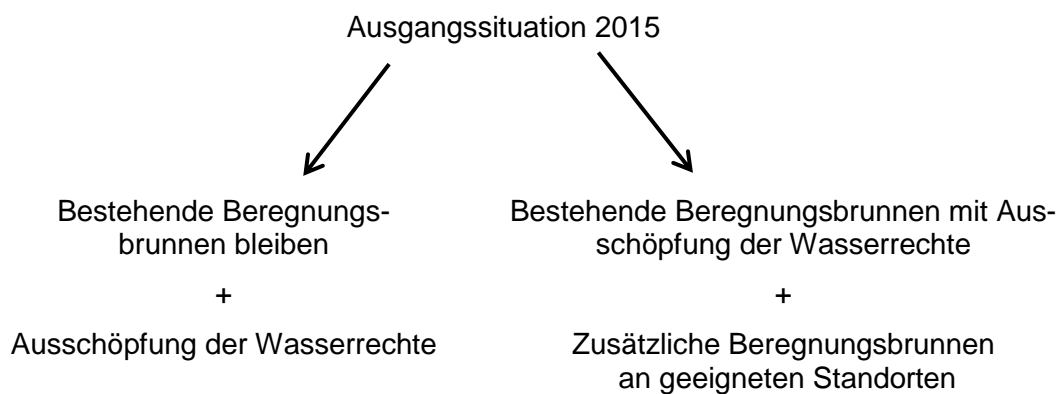 Ausgangssituation 2015
Bestehende Beregnungs-
brunnen bleiben
+
Ausschöpfung der Wasserrechte
Bestehende Beregnungsbrunnen mit Aus-
schöpfung der Wasserrechte
+
Zusätzliche Beregnungsbrunnen
an geeigneten Standorten